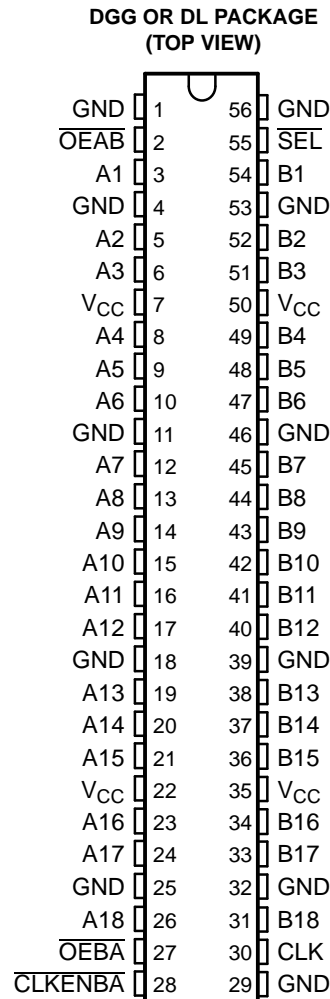 DGG OR DL PACKAGE
(TOP VIEW)
GND 1 56 GND
OEAB 2 55 SEL
A1 3 54 B1
GND 4 53 GND
A2 5 52 B2
A3 6 51 B3
VCC 7 50 VCC
A4 8 49 B4
A5 9 48 B5
A6 10 47 B6
GND 11 46 GND
A7 12 45 B7
A8 13 44 B8
A9 14 43 B9
A10 15 42 B10
A11 16 41 B11
A12 17 40 B12
GND 18 39 GND
A13 19 38 B13
A14 20 37 B14
A15 21 36 B15
VCC 22 35 VCC
A16 23 34 B16
A17 24 33 B17
GND 25 32 GND
A18 26 31 B18
OEBA 27 30 CLK
CLKENBA 28 29 GND